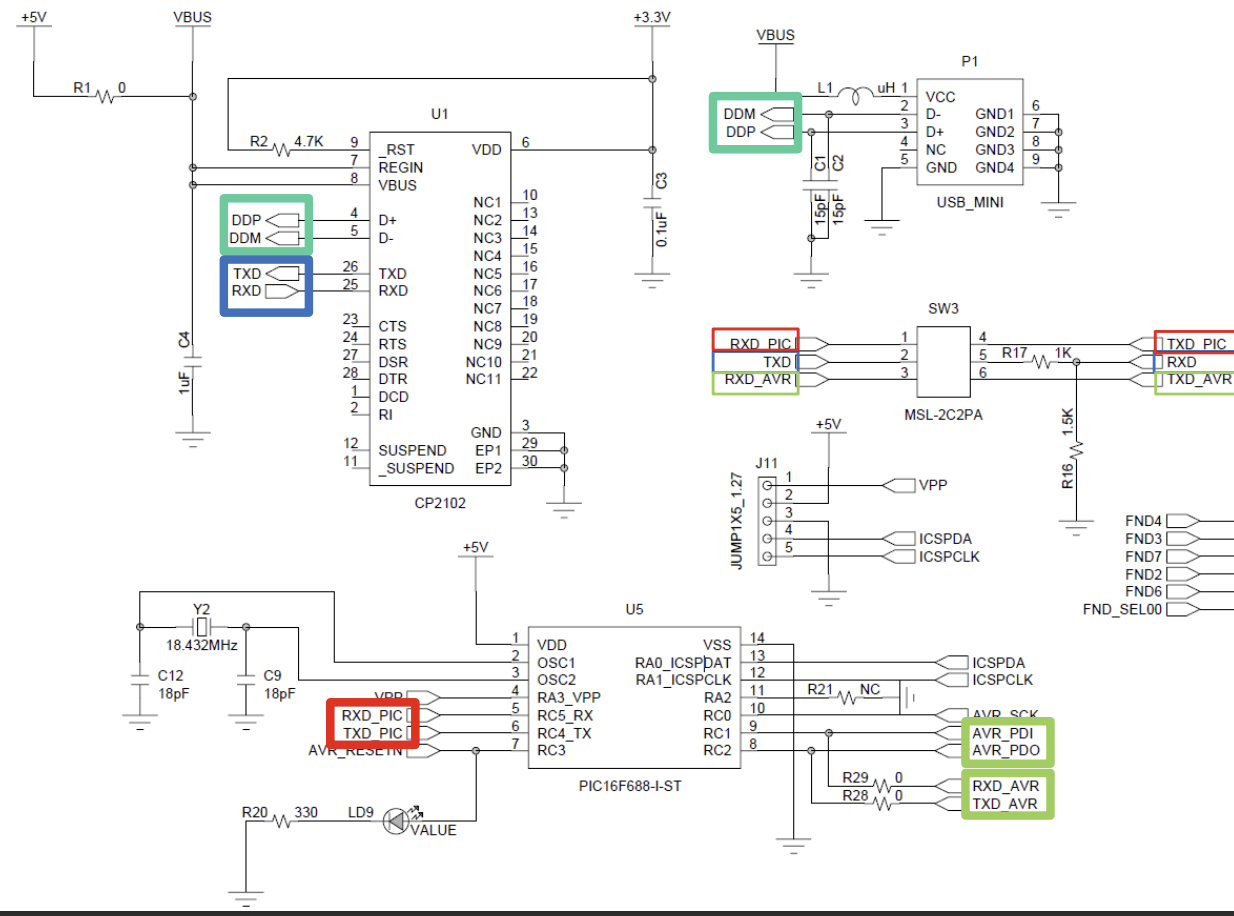 +5V
VBUS
+3.3V
R1 0
U1
R2 4.7K
9 _RST
7 REGIN
8 VBUS
DDP 4 D+
DDM 5 D-
TXD 26 TXD
RXD 25 RXD
23 CTS
24 RTS
27 DSR
28 DTR
1 DCD
2 RI
12 SUSPEND
11 _SUSPEND
VDD 6
NC1 10
NC2 13
NC3 14
NC4 15
NC5 16
NC6 17
NC7 18
NC8 19
NC9 20
NC10 21
NC11 22
GND 3
EP1 29
EP2 30
CP2102
C3
0.1uF
C4
1uF
VBUS
P1
L1 uH 1 VCC
DDM 2 D-
DDP 3 D+
4 NC
5 GND
GND1 6
GND2 7
GND3 8
GND4 9
USB_MINI
C1
15pF
C2
15pF
SW3
RXD_PIC 1 4 TXD_PIC
TXD 2 5 R17 1K RXD
RXD_AVR 3 6 TXD_AVR
MSL-2C2PA
R16 1.5K
+5V
J11
JUMP1X5_1.27
1 VPP
2
3
4 ICSPDA
5 ICSPCLK
FND4
FND3
FND7
FND2
FND6
FND_SEL00
+5V
Y2
18.432MHz
C12
18pF
C9
18pF
U5
1 VDD
2 OSC1
3 OSC2
VPP 4 RA3_VPP
RXD_PIC 5 RC5_RX
TXD_PIC 6 RC4_TX
AVR_RESETN 7 RC3
VSS 14
RA0_ICSPDAT 13 ICSPDA
RA1_ICSPCLK 12 ICSPCLK
RA2 11 R21 NC
RC0 10 AVR_SCK
RC1 9 AVR_PDI
RC2 8 AVR_PDO
PIC16F688-I-ST
R29 0 RXD_AVR
R28 0 TXD_AVR
R20 330 LD9
VALUE